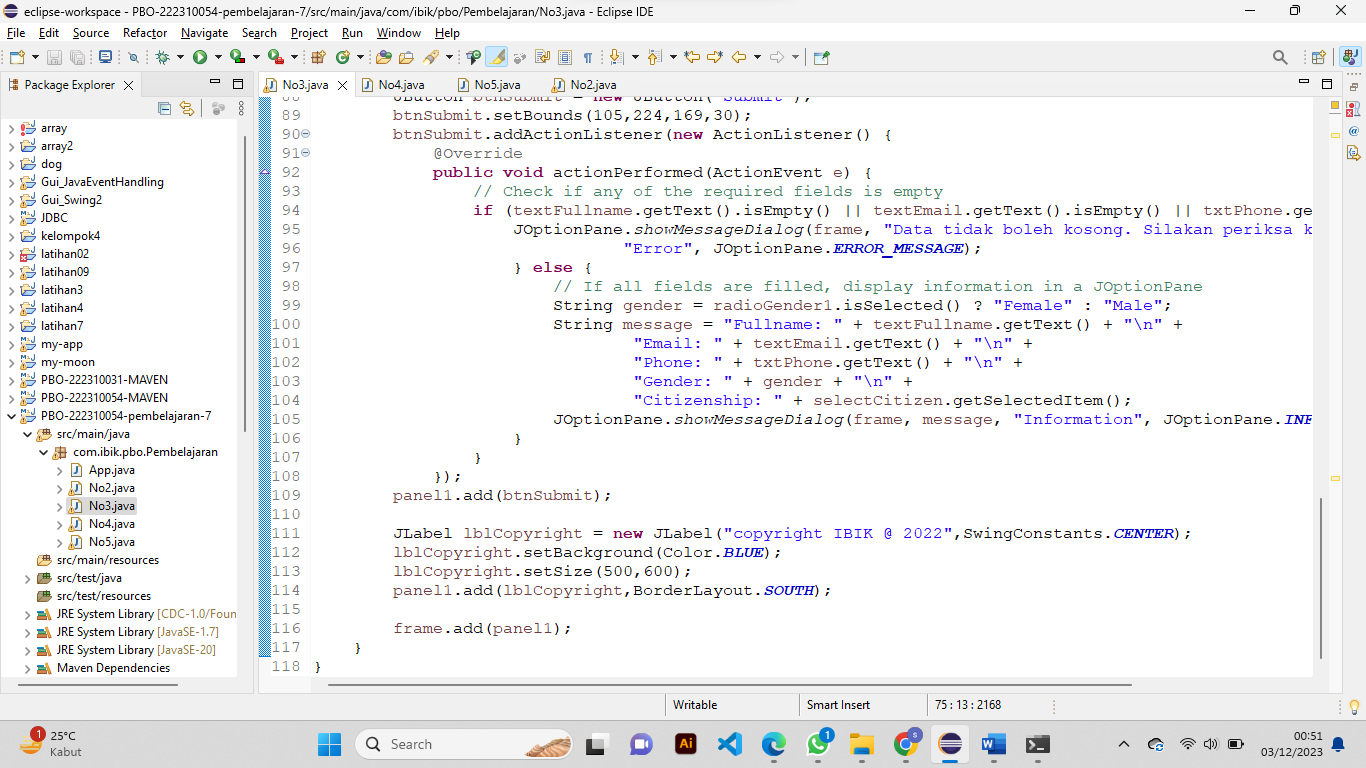 eclipse-workspace - PBO-222310054-pembelajaran-7/src/main/java/com/ibik/pbo/Pembelajaran/No3.java - Eclipse IDE
File Edit Source Refactor Navigate Search Project Run Window Help
Package Explorer
array
array2
dog
Gui_JavaEventHandling
Gui_Swing2
JDBC
kelompok4
latihan02
latihan09
latihan3
latihan4
latihan7
my-app
my-moon
PBO-222310031-MAVEN
PBO-222310054-MAVEN
PBO-222310054-pembelajaran-7
src/main/java
com.ibik.pbo.Pembelajaran
App.java
No2.java
No3.java
No4.java
No5.java
src/main/resources
src/test/java
src/test/resources
JRE System Library [CDC-1.0/Foun
JRE System Library [JavaSE-1.7]
JRE System Library [JavaSE-20]
Maven Dependencies
No3.java No4.java No5.java No2.java
88 JButton btnSubmit = new JButton("Submit");
89 btnSubmit.setBounds(105,224,169,30);
90 btnSubmit.addActionListener(new ActionListener() {
91 @Override
92 public void actionPerformed(ActionEvent e) {
93 // Check if any of the required fields is empty
94 if (textFullname.getText().isEmpty() || textEmail.getText().isEmpty() || txtPhone.ge
95 JOptionPane.showMessageDialog(frame, "Data tidak boleh kosong. Silakan periksa k
96 "Error", JOptionPane.ERROR_MESSAGE);
97 } else {
98 // If all fields are filled, display information in a JOptionPane
99 String gender = radioGender1.isSelected() ? "Female" : "Male";
100 String message = "Fullname: " + textFullname.getText() + "\n" +
101 "Email: " + textEmail.getText() + "\n" +
102 "Phone: " + txtPhone.getText() + "\n" +
103 "Gender: " + gender + "\n" +
104 "Citizenship: " + selectCitizen.getSelectedItem();
105 JOptionPane.showMessageDialog(frame, message, "Information", JOptionPane.INF
106 }
107 }
108 });
109 panel1.add(btnSubmit);
110
111 JLabel lblCopyright = new JLabel("copyright IBIK @ 2022",SwingConstants.CENTER);
112 lblCopyright.setBackground(Color.BLUE);
113 lblCopyright.setSize(500,600);
114 panel1.add(lblCopyright,BorderLayout.SOUTH);
115
116 frame.add(panel1);
117 }
118 }
Writable Smart Insert 75 : 13 : 2168
1
25°C
Kabut
Search
Ai
1
S
00:51
03/12/2023